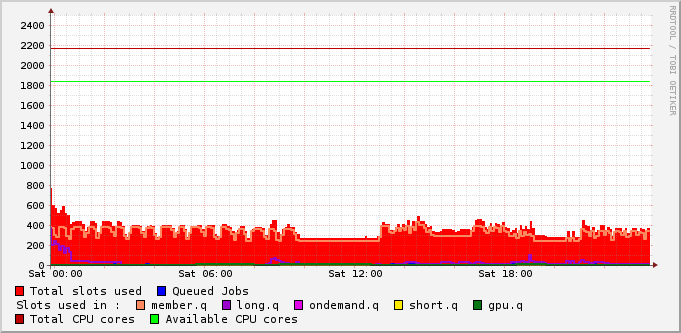 RRDTOOL / TOBI OETIKER
2400
2200
2000
1800
1600
1400
1200
1000
800
600
400
200
0
Sat 00:00 Sat 06:00 Sat 12:00 Sat 18:00
Total slots used Queued Jobs
Slots used in : member.q long.q ondemand.q short.q gpu.q
Total CPU cores Available CPU cores